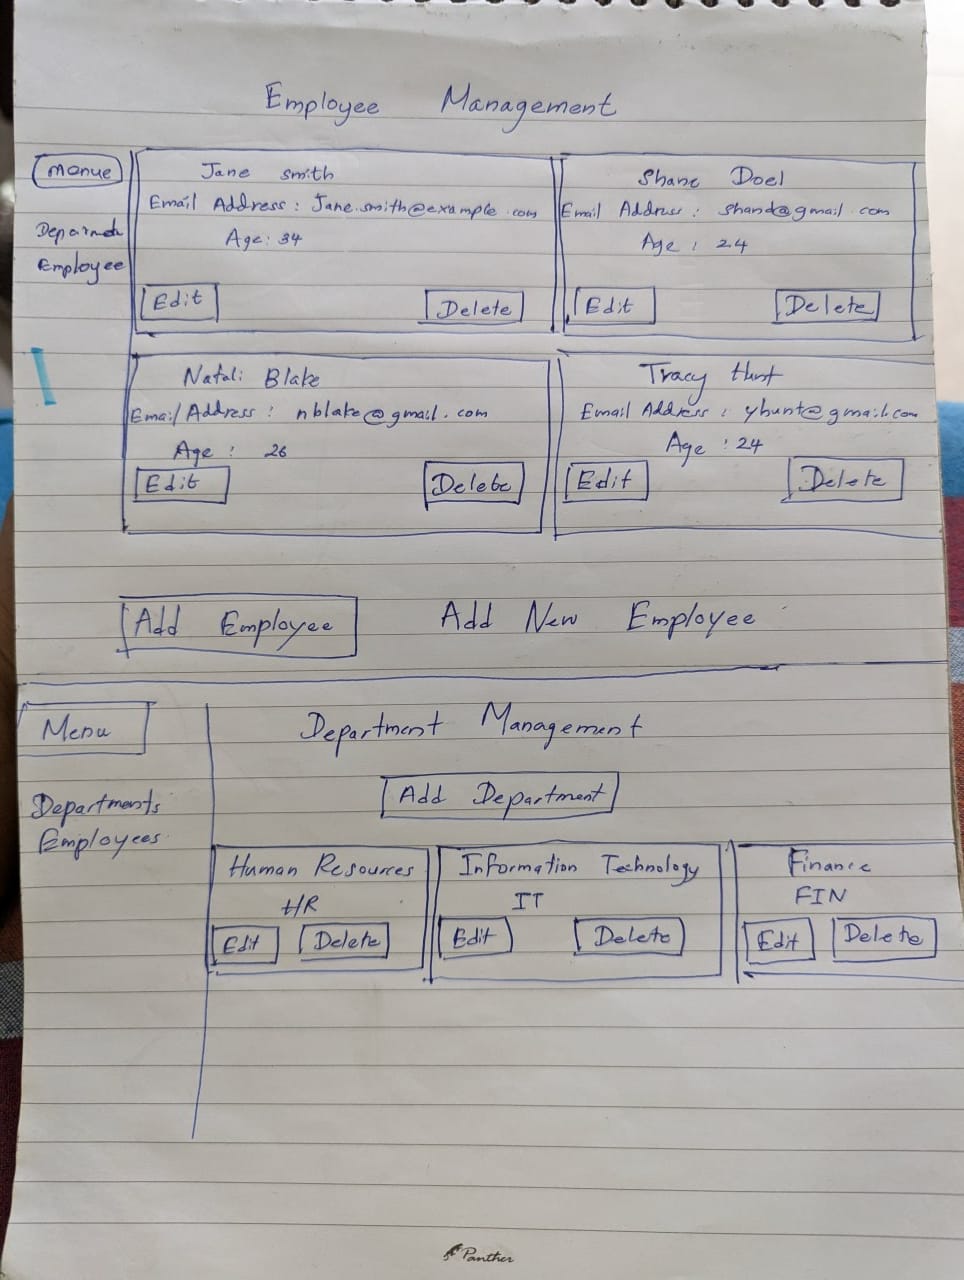 Employee Management
Manue
Jane smith
Email Address : Jane.smith@example.com
Age: 34
Edit Delete
Shane Doel
Email Address : shand@gmail.com
Age : 24
Edit Delete
Employee
Natali Blake
Email Address : nblake@gmail.com
Age : 26
Edit Delete
Tracy Hunt
Email Address : yhunt@gmail.com
Age : 24
Edit Delete
Add Employee Add New Employee
Menu
Departments
Employees
Department Management
Add Department
Human Resources
HR
Edit Delete
Information Technology
IT
Edit Delete
Finance
FIN
Edit Delete
Panther